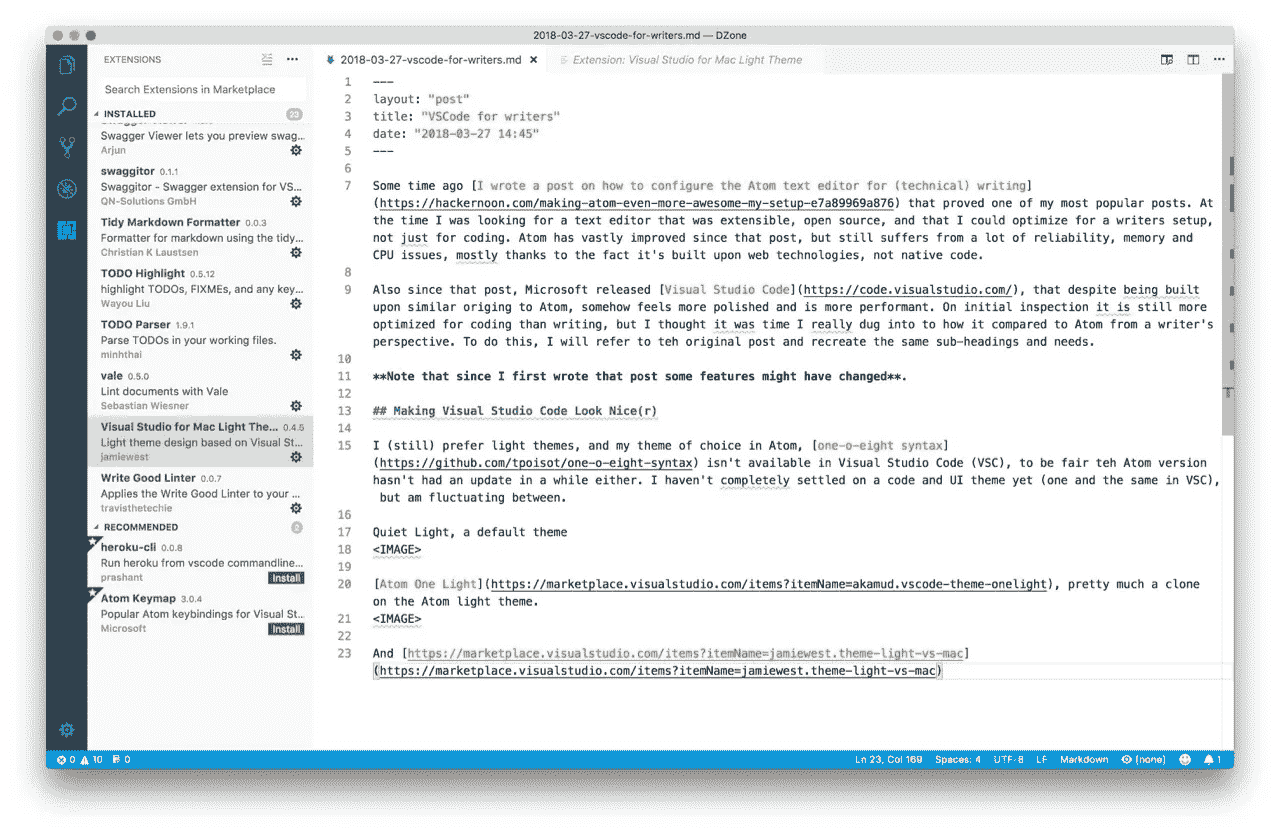 2018-03-27-vscode-for-writers.md — DZone
EXTENSIONS
Search Extensions in Marketplace
INSTALLED 23
Swagger Viewer lets you preview swag...
Arjun
swaggitor 0.1.1
Swaggitor - Swagger extension for VS...
QN-Solutions GmbH
Tidy Markdown Formatter 0.0.3
Formatter for markdown using the tidy...
Christian K Laustsen
TODO Highlight 0.5.12
highlight TODOs, FIXMEs, and any key...
Wayou Liu
TODO Parser 1.9.1
Parse TODOs in your working files.
minhthai
vale 0.5.0
Lint documents with Vale
Sebastian Wiesner
Visual Studio for Mac Light The... 0.4.5
Light theme design based on Visual St...
jamiewest
Write Good Linter 0.0.7
Applies the Write Good Linter to your ...
travisthetechie
RECOMMENDED 2
heroku-cli 0.0.8
Run heroku from vscode commandline...
prashant Install
Atom Keymap 3.0.4
Popular Atom keybindings for Visual St...
Microsoft Install
2018-03-27-vscode-for-writers.md Extension: Visual Studio for Mac Light Theme
1 ---
2 layout: "post"
3 title: "VSCode for writers"
4 date: "2018-03-27 14:45"
5 ---
6
7 Some time ago [I wrote a post on how to configure the Atom text editor for (technical) writing]
(https://hackernoon.com/making-atom-even-more-awesome-my-setup-e7a89969a876) that proved one of my most popular posts. At
the time I was looking for a text editor that was extensible, open source, and that I could optimize for a writers setup,
not just for coding. Atom has vastly improved since that post, but still suffers from a lot of reliability, memory and
CPU issues, mostly thanks to the fact it's built upon web technologies, not native code.
8
9 Also since that post, Microsoft released [Visual Studio Code](https://code.visualstudio.com/), that despite being built
upon similar origing to Atom, somehow feels more polished and is more performant. On initial inspection it is still more
optimized for coding than writing, but I thought it was time I really dug into to how it compared to Atom from a writer's
perspective. To do this, I will refer to teh original post and recreate the same sub-headings and needs.
10
11 **Note that since I first wrote that post some features might have changed**.
12
13 ## Making Visual Studio Code Look Nice(r)
14
15 I (still) prefer light themes, and my theme of choice in Atom, [one-o-eight syntax]
(https://github.com/tpoisot/one-o-eight-syntax) isn't available in Visual Studio Code (VSC), to be fair teh Atom version
hasn't had an update in a while either. I haven't completely settled on a code and UI theme yet (one and the same in VSC),
but am fluctuating between.
16
17 Quiet Light, a default theme
18 <IMAGE>
19
20 [Atom One Light](https://marketplace.visualstudio.com/items?itemName=akamud.vscode-theme-onelight), pretty much a clone
on the Atom light theme.
21 <IMAGE>
22
23 And [https://marketplace.visualstudio.com/items?itemName=jamiewest.theme-light-vs-mac]
(https://marketplace.visualstudio.com/items?itemName=jamiewest.theme-light-vs-mac)
0 10 0 Ln 23, Col 169 Spaces: 4 UTF-8 LF Markdown (none) 1